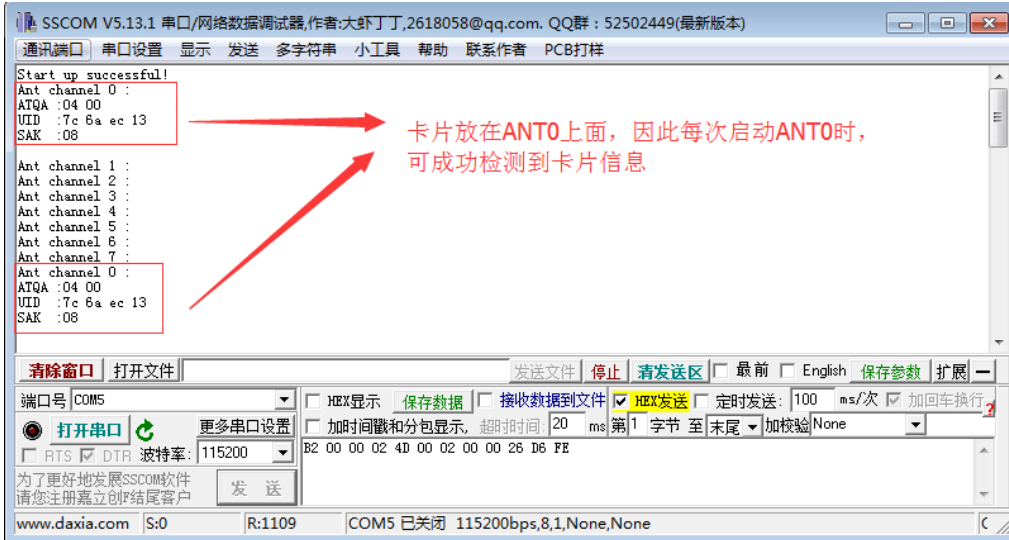 SSCOM V5.13.1 串口/网络数据调试器,作者:大虾丁丁,2618058@qq.com. QQ群：52502449(最新版本)
通讯端口 串口设置 显示 发送 多字符串 小工具 帮助 联系作者 PCB打样
Start up successful!
Ant channel 0 :
ATQA :04 00
UID :7c 6a ec 13
SAK :08
卡片放在ANT0上面，因此每次启动ANT0时，
可成功检测到卡片信息
Ant channel 1 :
Ant channel 2 :
Ant channel 3 :
Ant channel 4 :
Ant channel 5 :
Ant channel 6 :
Ant channel 7 :
Ant channel 0 :
ATQA :04 00
UID :7c 6a ec 13
SAK :08
清除窗口 打开文件 发送文件 停止 清发送区 最前 English 保存参数 扩展 —
端口号 COM5 HEX显示 保存数据 接收数据到文件 HEX发送 定时发送: 100 ms/次 加回车换行
打开串口 更多串口设置 加时间戳和分包显示, 超时时间: 20 ms 第1 字节 至 末尾 加校验None ?
RTS DTR 波特率: 115200 B2 00 00 02 4D 00 02 00 00 26 D6 FE
为了更好地发展SSCOM软件
请您注册嘉立创F结尾客户
发 送
www.daxia.com S:0 R:1109 COM5 已关闭 115200bps,8,1,None,None